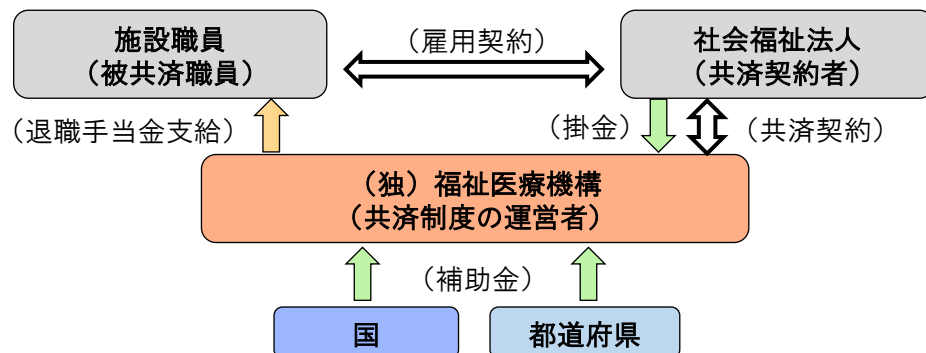 施設職員
（被共済職員）
（雇用契約）
社会福祉法人
（共済契約者）
（退職手当金支給）
（掛金）
（共済契約）
（独）福祉医療機構
（共済制度の運営者）
（補助金）
国
都道府県